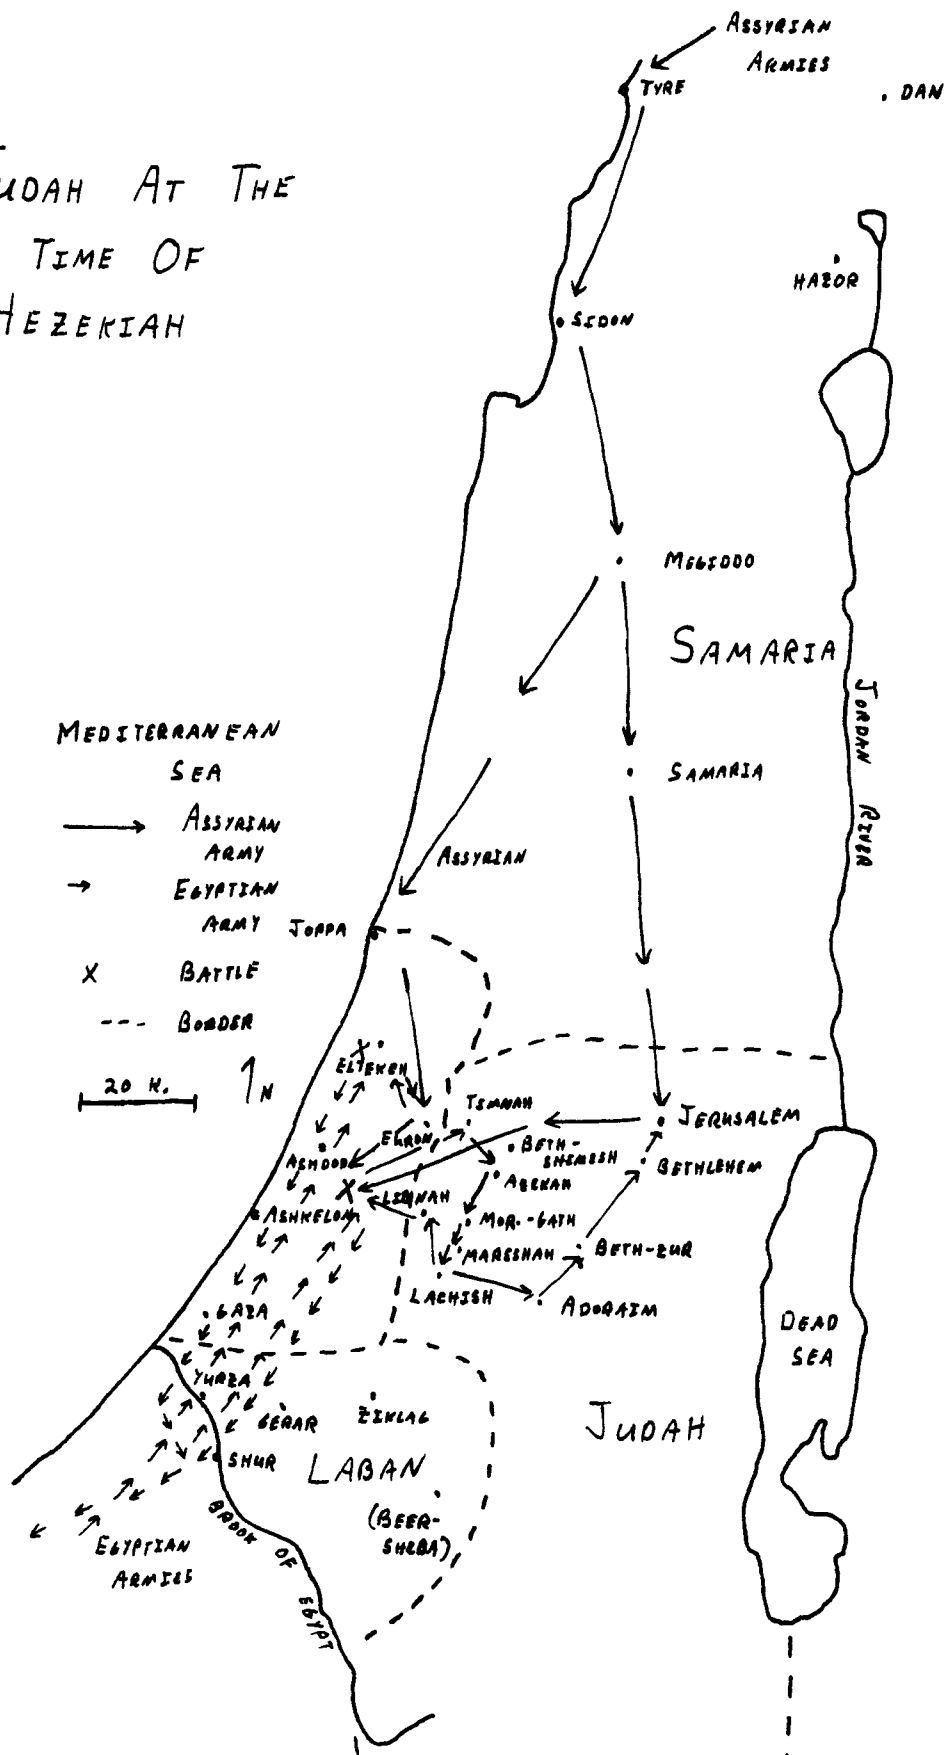 ASSYRIAN
ARMIES
TYRE
DAN
JUDAH AT THE
TIME OF
HEZEKIAH
HAZOR
SIDON
MEGIDDO
SAMARIA
JORDAN RIVER
MEDITERRANEAN
SEA
SAMARIA
ASSYRIAN
ARMY
ASSYRIAN
EGYPTIAN
ARMY
JOPPA
X BATTLE
--- BORDER
20 K.
N
X
ELTEKEH
TIMNAH
JERUSALEM
EKRON
BETH-
SHEMESH
ASHDOD
BETHLEHEM
AZEKAH
X
LIBNAH
ASHKELON
MOR.-GATH
MARESHAH
BETH-ZUR
LACHISH
ADORAIM
GAZA
DEAD
SEA
YURZA
GERAR
ZIKLAG
JUDAH
SHUR
LABAN
(BEER-
SHEBA)
BROOK OF EGYPT
EGYPTIAN
ARMIES